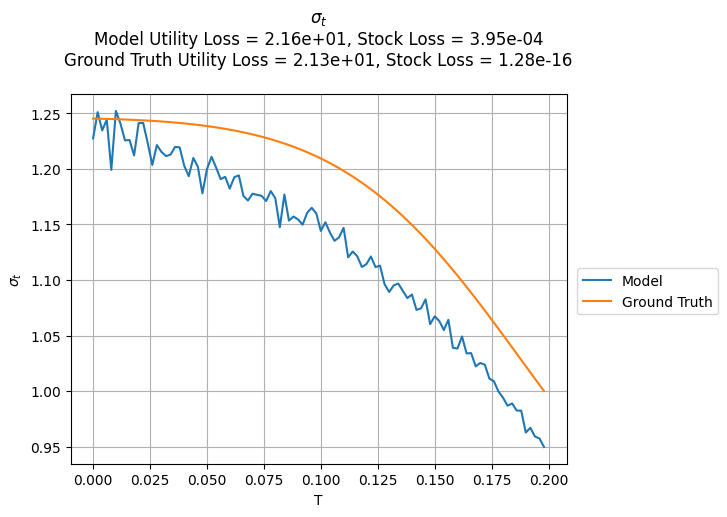 σt
Model Utility Loss = 2.16e+01, Stock Loss = 3.95e-04
Ground Truth Utility Loss = 2.13e+01, Stock Loss = 1.28e-16
1.25
1.20
1.15
1.10
1.05
1.00
0.95
σt
0.000 0.025 0.050 0.075 0.100 0.125 0.150 0.175 0.200
T
Model
Ground Truth